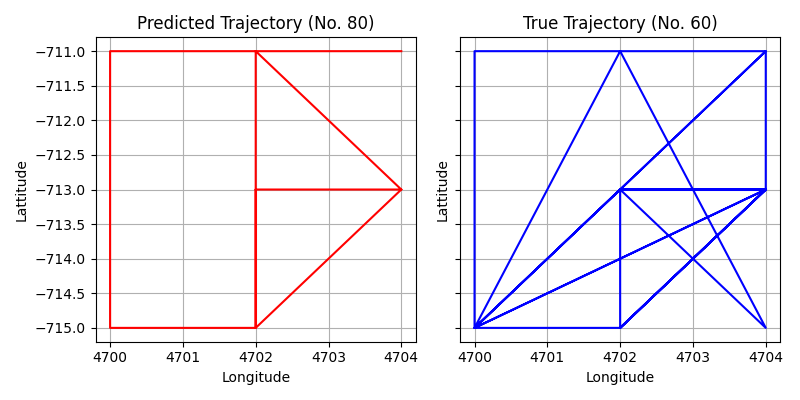 Predicted Trajectory (No. 80)
−711.0
−711.5
−712.0
−712.5
−713.0
−713.5
−714.0
−714.5
−715.0
Lattitude
4700 4701 4702 4703 4704
Longitude
True Trajectory (No. 60)
Lattitude
4700 4701 4702 4703 4704
Longitude